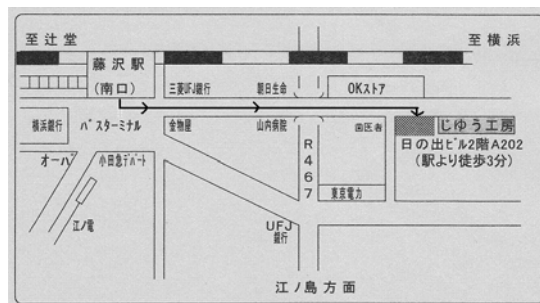 至辻堂
至横浜
藤沢駅
(南口)
三菱UFJ銀行
朝日生命
OKストア
横浜銀行
バスターミナル
金物屋
山内病院
歯医者
じゆう工房
日の出ビル2階A202
(駅より徒歩3分)
オーパ
小田急デパート
R467
東京電力
江ノ電
UFJ
銀行
江ノ島方面